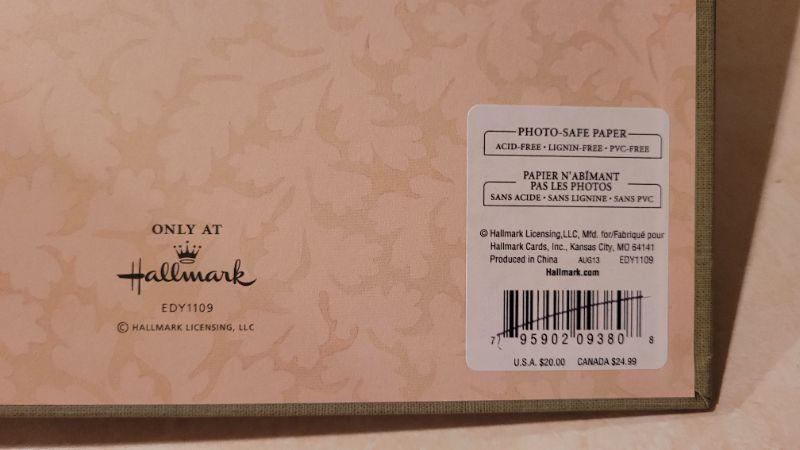 ONLY AT
Hallmark
EDY1109
© HALLMARK LICENSING, LLC
PHOTO-SAFE PAPER
ACID-FREE • LIGNIN-FREE • PVC-FREE
PAPIER N'ABÎMANT
PAS LES PHOTOS
SANS ACIDE • SANS LIGNINE • SANS PVC
© Hallmark Licensing,LLC, Mfd. for/Fabriqué pour
Hallmark Cards, Inc., Kansas City, MO 64141
Produced in China AUG13 EDY1109
Hallmark.com
7 95902 09380 8
U.S.A. $20.00 CANADA $24.99